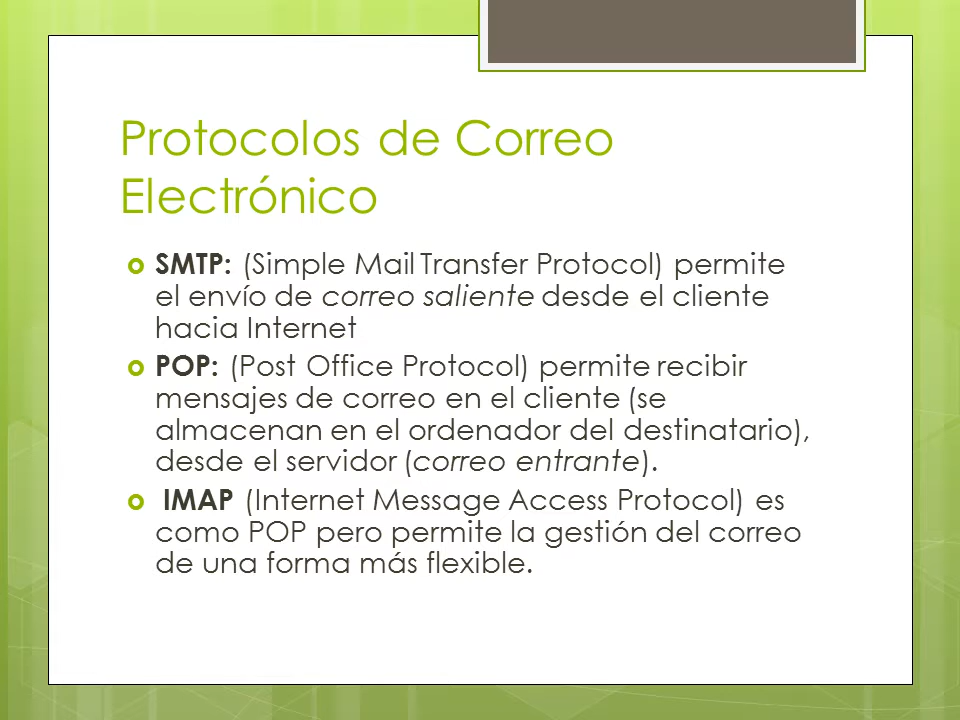 Protocolos de Correo
Electrónico
SMTP: (Simple Mail Transfer Protocol) permite
el envío de correo saliente desde el cliente
hacia Internet
POP: (Post Office Protocol) permite recibir
mensajes de correo en el cliente (se
almacenan en el ordenador del destinatario),
desde el servidor (correo entrante).
IMAP (Internet Message Access Protocol) es
como POP pero permite la gestión del correo
de una forma más flexible.